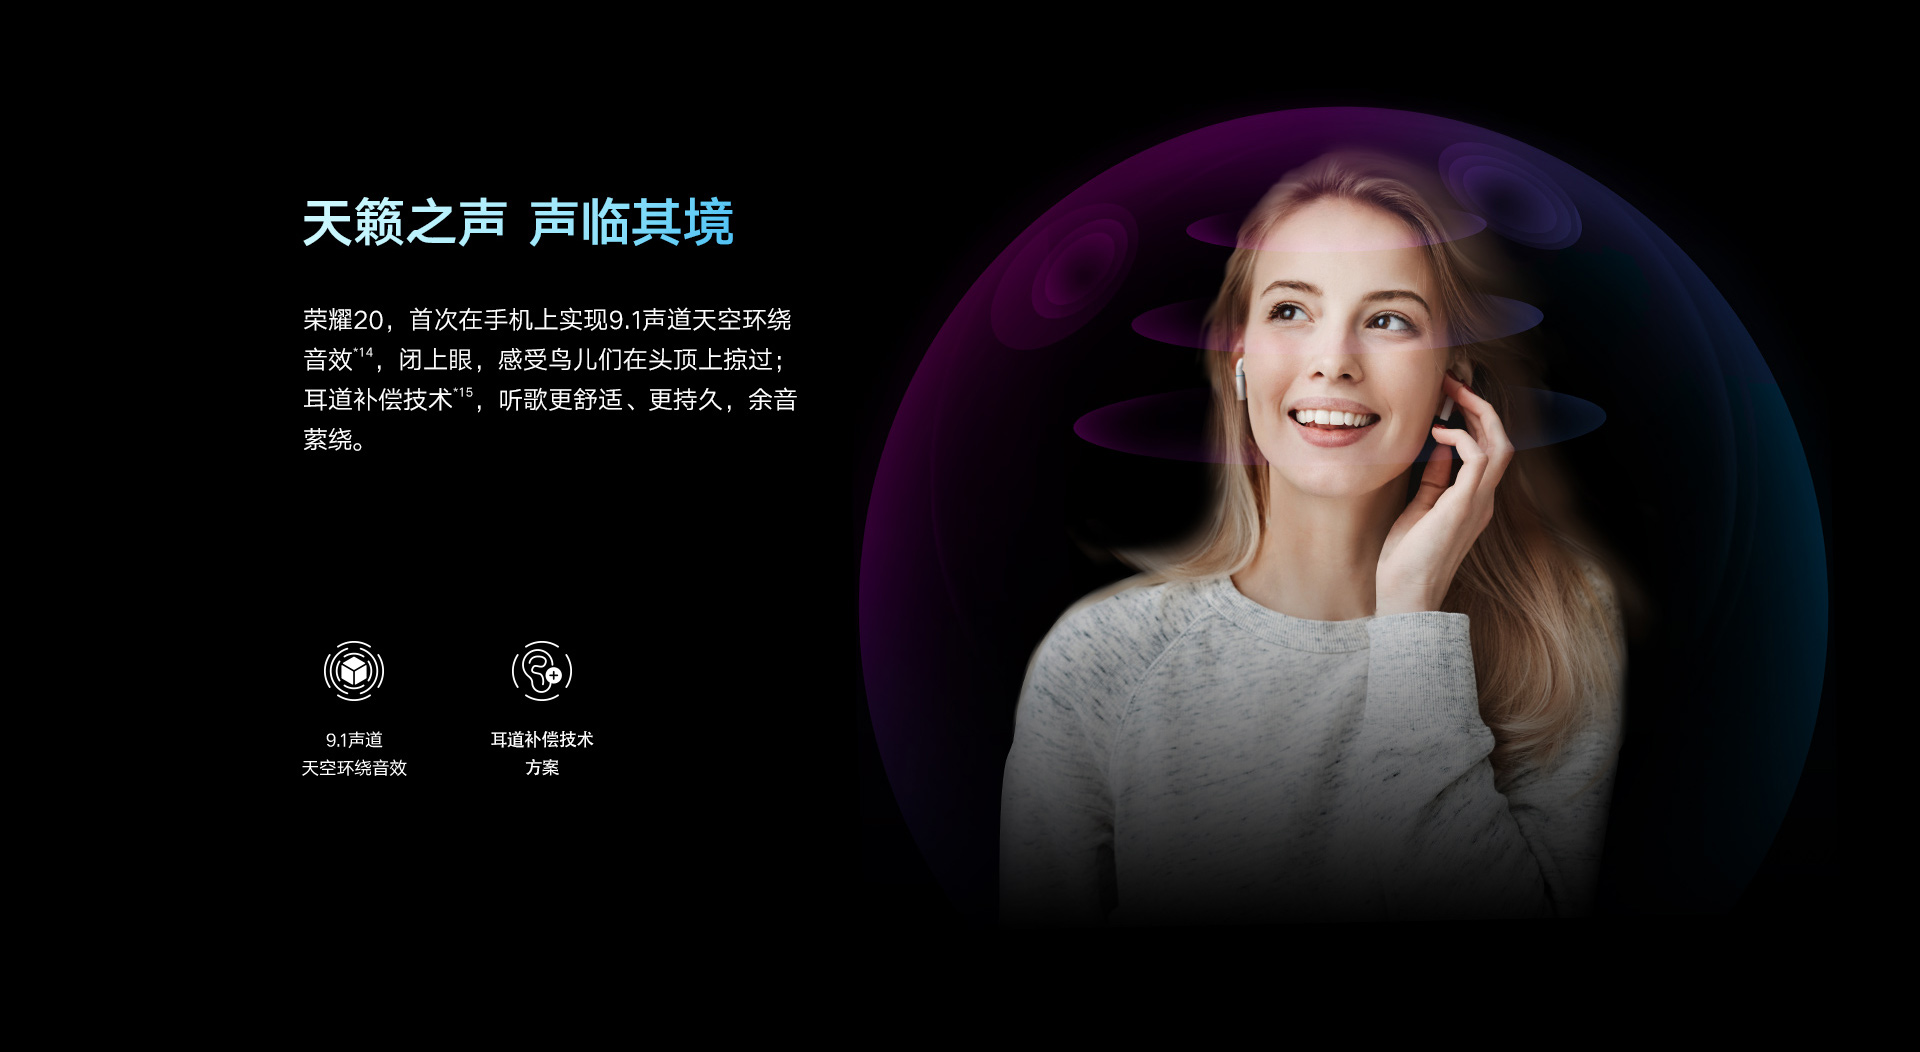 天籁之声 声临其境
荣耀20，首次在手机上实现9.1声道天空环绕
音效*14，闭上眼，感受鸟儿们在头顶上掠过；
耳道补偿技术*15，听歌更舒适、更持久，余音
萦绕。
9.1声道
天空环绕音效
耳道补偿技术
方案